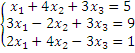 x₁ + 4x₂ + 3x₃ = 5
3x₁ − 2x₂ + 3x₃ = 9
2x₁ + 4x₂ − 3x₃ = 1